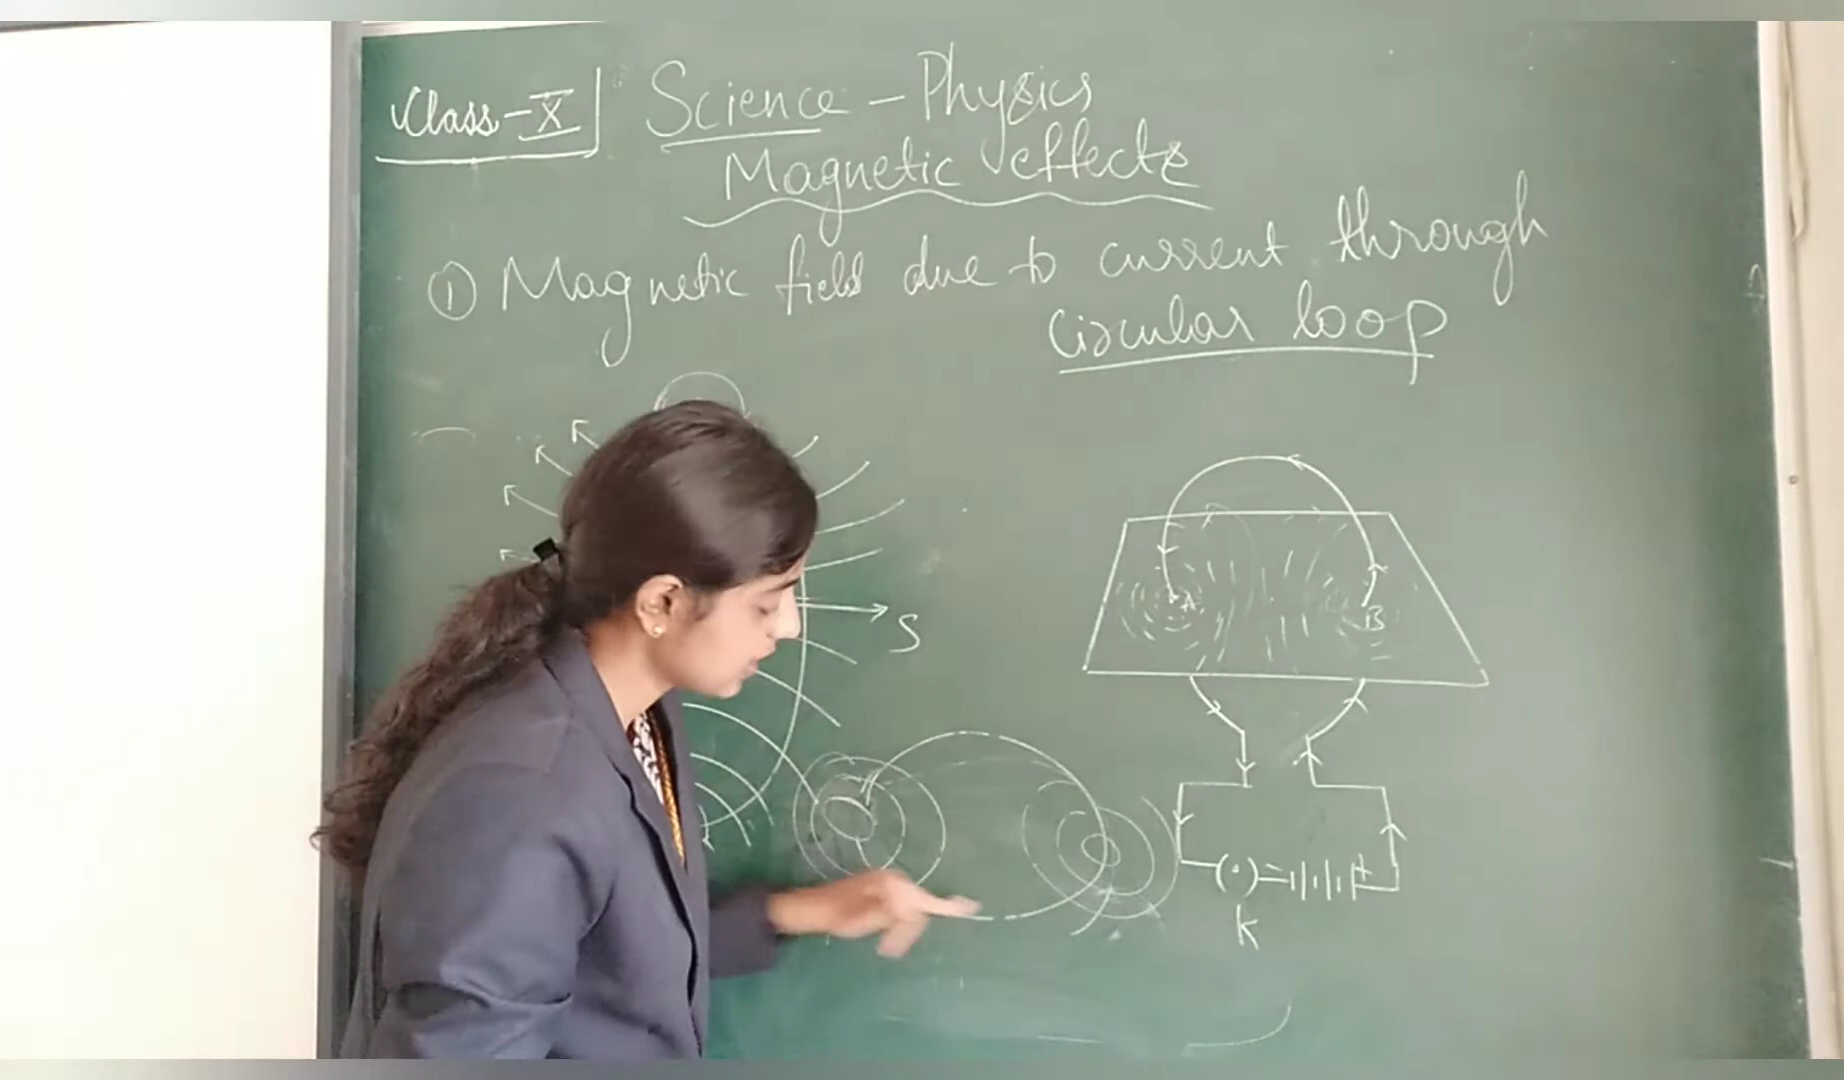 Class-X
Science - Physics
Magnetic effects
① Magnetic field due to current through
circular loop
S
A
B
+
K